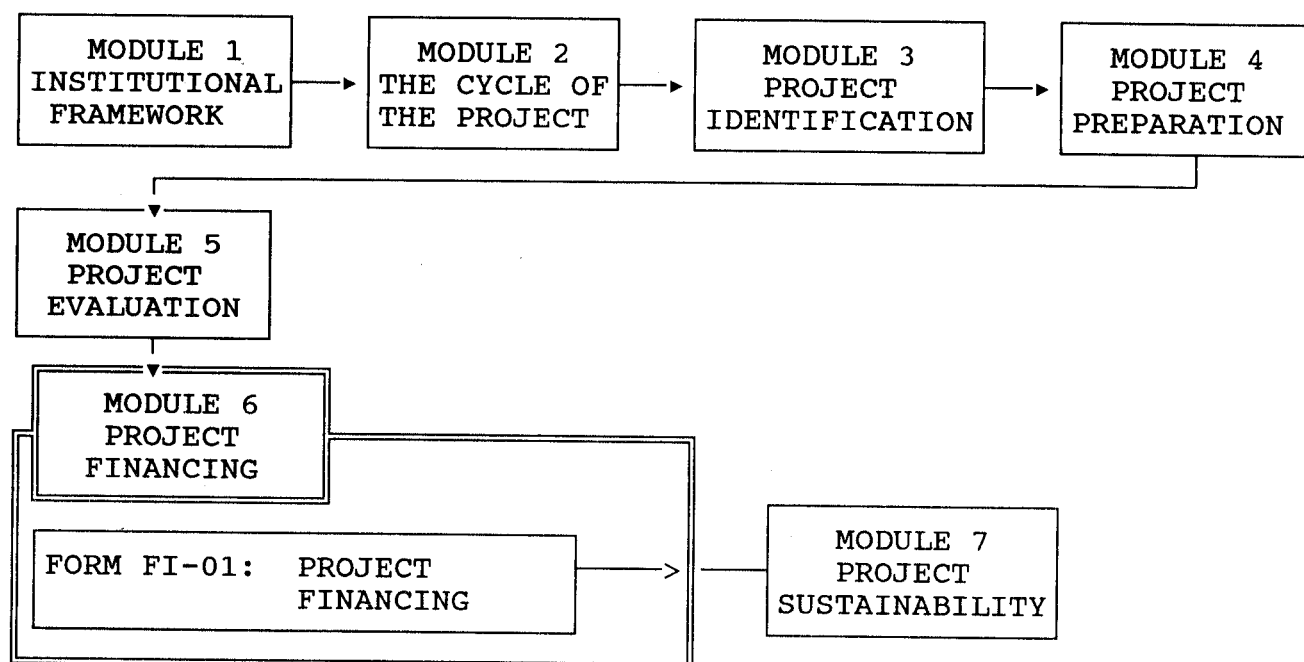 MODULE 1
INSTITUTIONAL
FRAMEWORK
MODULE 2
THE CYCLE OF
THE PROJECT
MODULE 3
PROJECT
IDENTIFICATION
MODULE 4
PROJECT
PREPARATION
MODULE 5
PROJECT
EVALUATION
MODULE 6
PROJECT
FINANCING
FORM FI-01: PROJECT
FINANCING
MODULE 7
PROJECT
SUSTAINABILITY